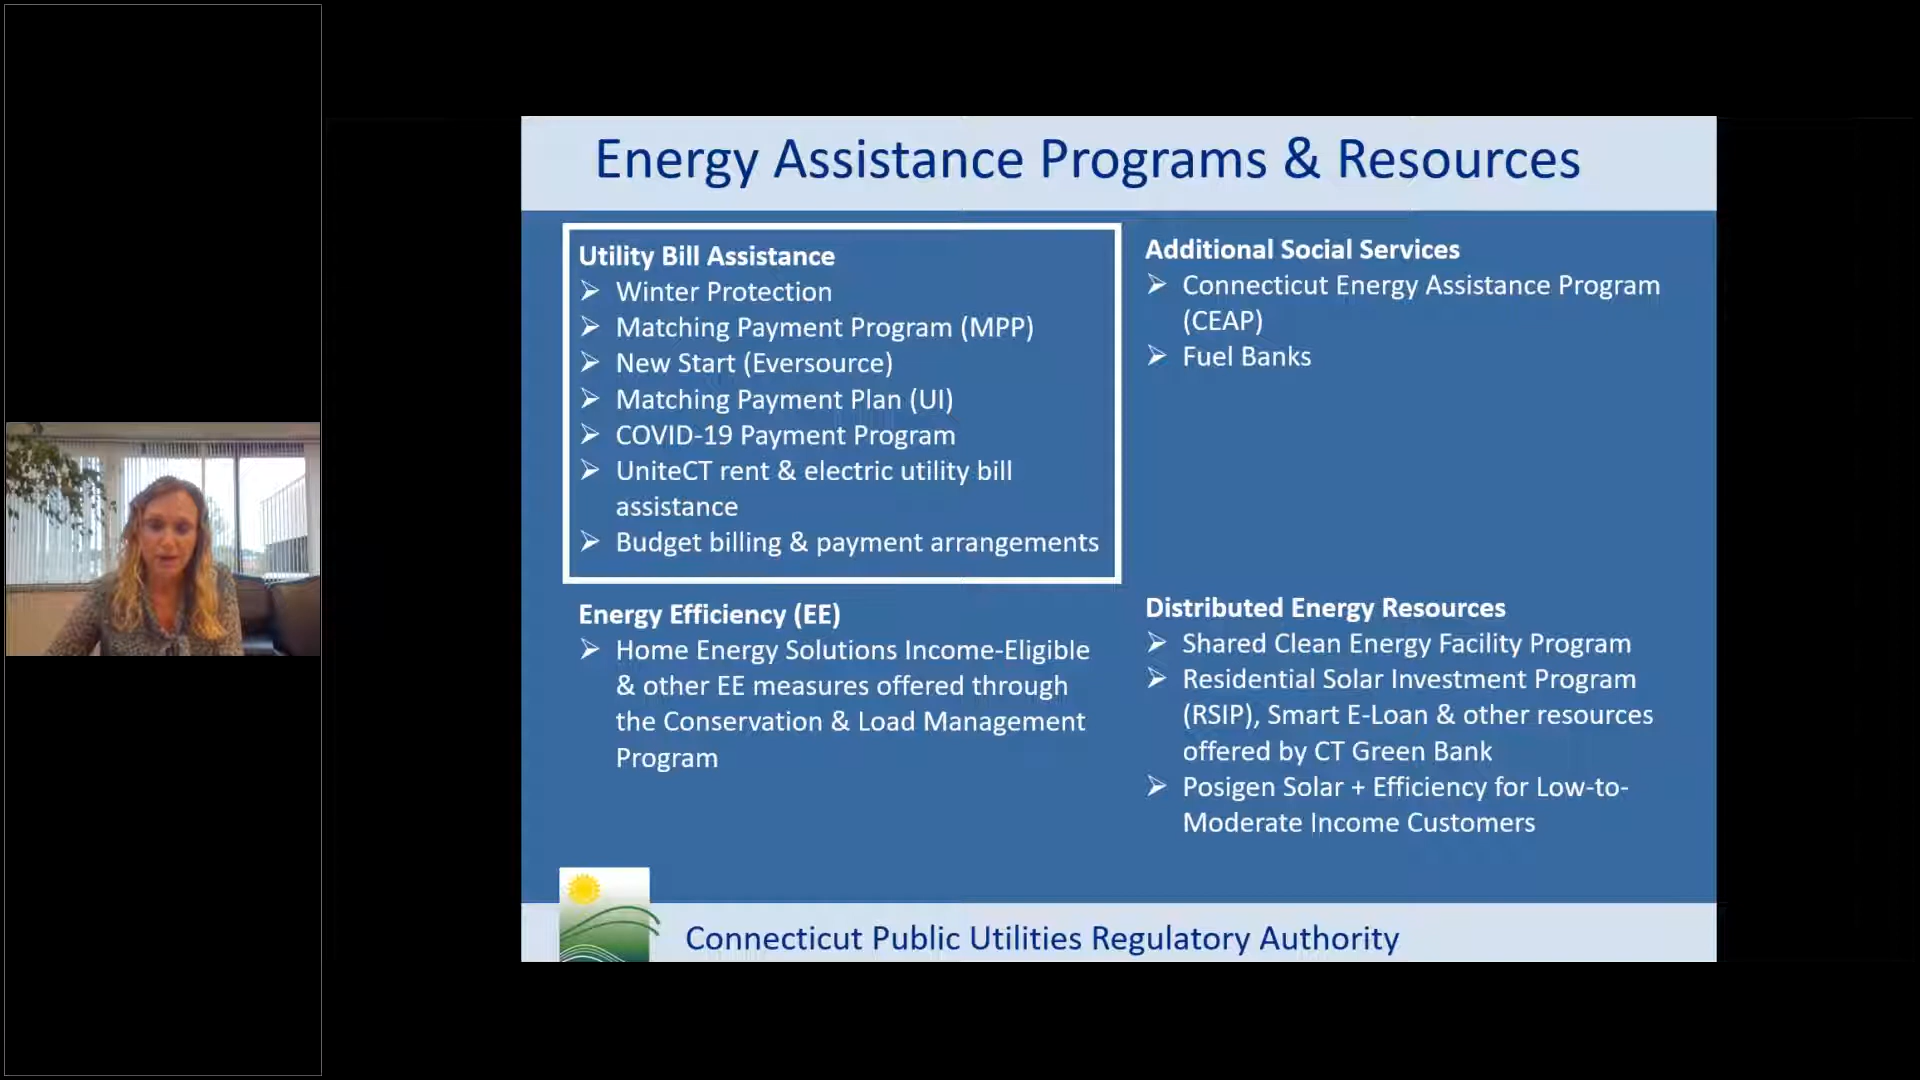 Energy Assistance Programs & Resources
Utility Bill Assistance
➢ Winter Protection
➢ Matching Payment Program (MPP)
➢ New Start (Eversource)
➢ Matching Payment Plan (UI)
➢ COVID-19 Payment Program
➢ UniteCT rent & electric utility bill
assistance
➢ Budget billing & payment arrangements
Energy Efficiency (EE)
➢ Home Energy Solutions Income-Eligible
& other EE measures offered through
the Conservation & Load Management
Program
Additional Social Services
➢ Connecticut Energy Assistance Program
(CEAP)
➢ Fuel Banks
Distributed Energy Resources
➢ Shared Clean Energy Facility Program
➢ Residential Solar Investment Program
(RSIP), Smart E-Loan & other resources
offered by CT Green Bank
➢ Posigen Solar + Efficiency for Low-to-
Moderate Income Customers
Connecticut Public Utilities Regulatory Authority